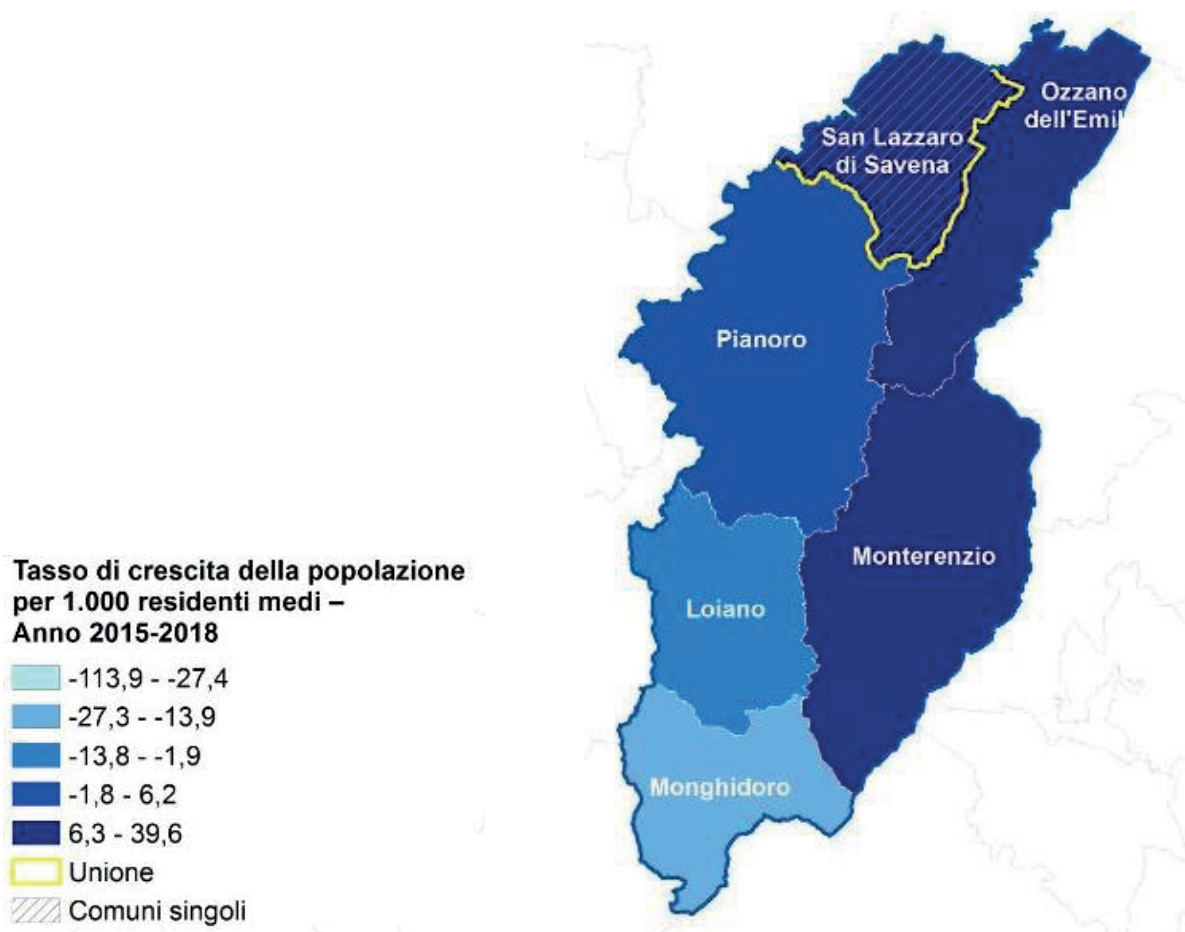 Ozzano
dell'Emil
San Lazzaro
di Savena
Pianoro
Monterenzio
Loiano
Monghidoro
Tasso di crescita della popolazione
per 1.000 residenti medi –
Anno 2015-2018
-113,9 - -27,4
-27,3 - -13,9
-13,8 - -1,9
-1,8 - 6,2
6,3 - 39,6
Unione
Comuni singoli